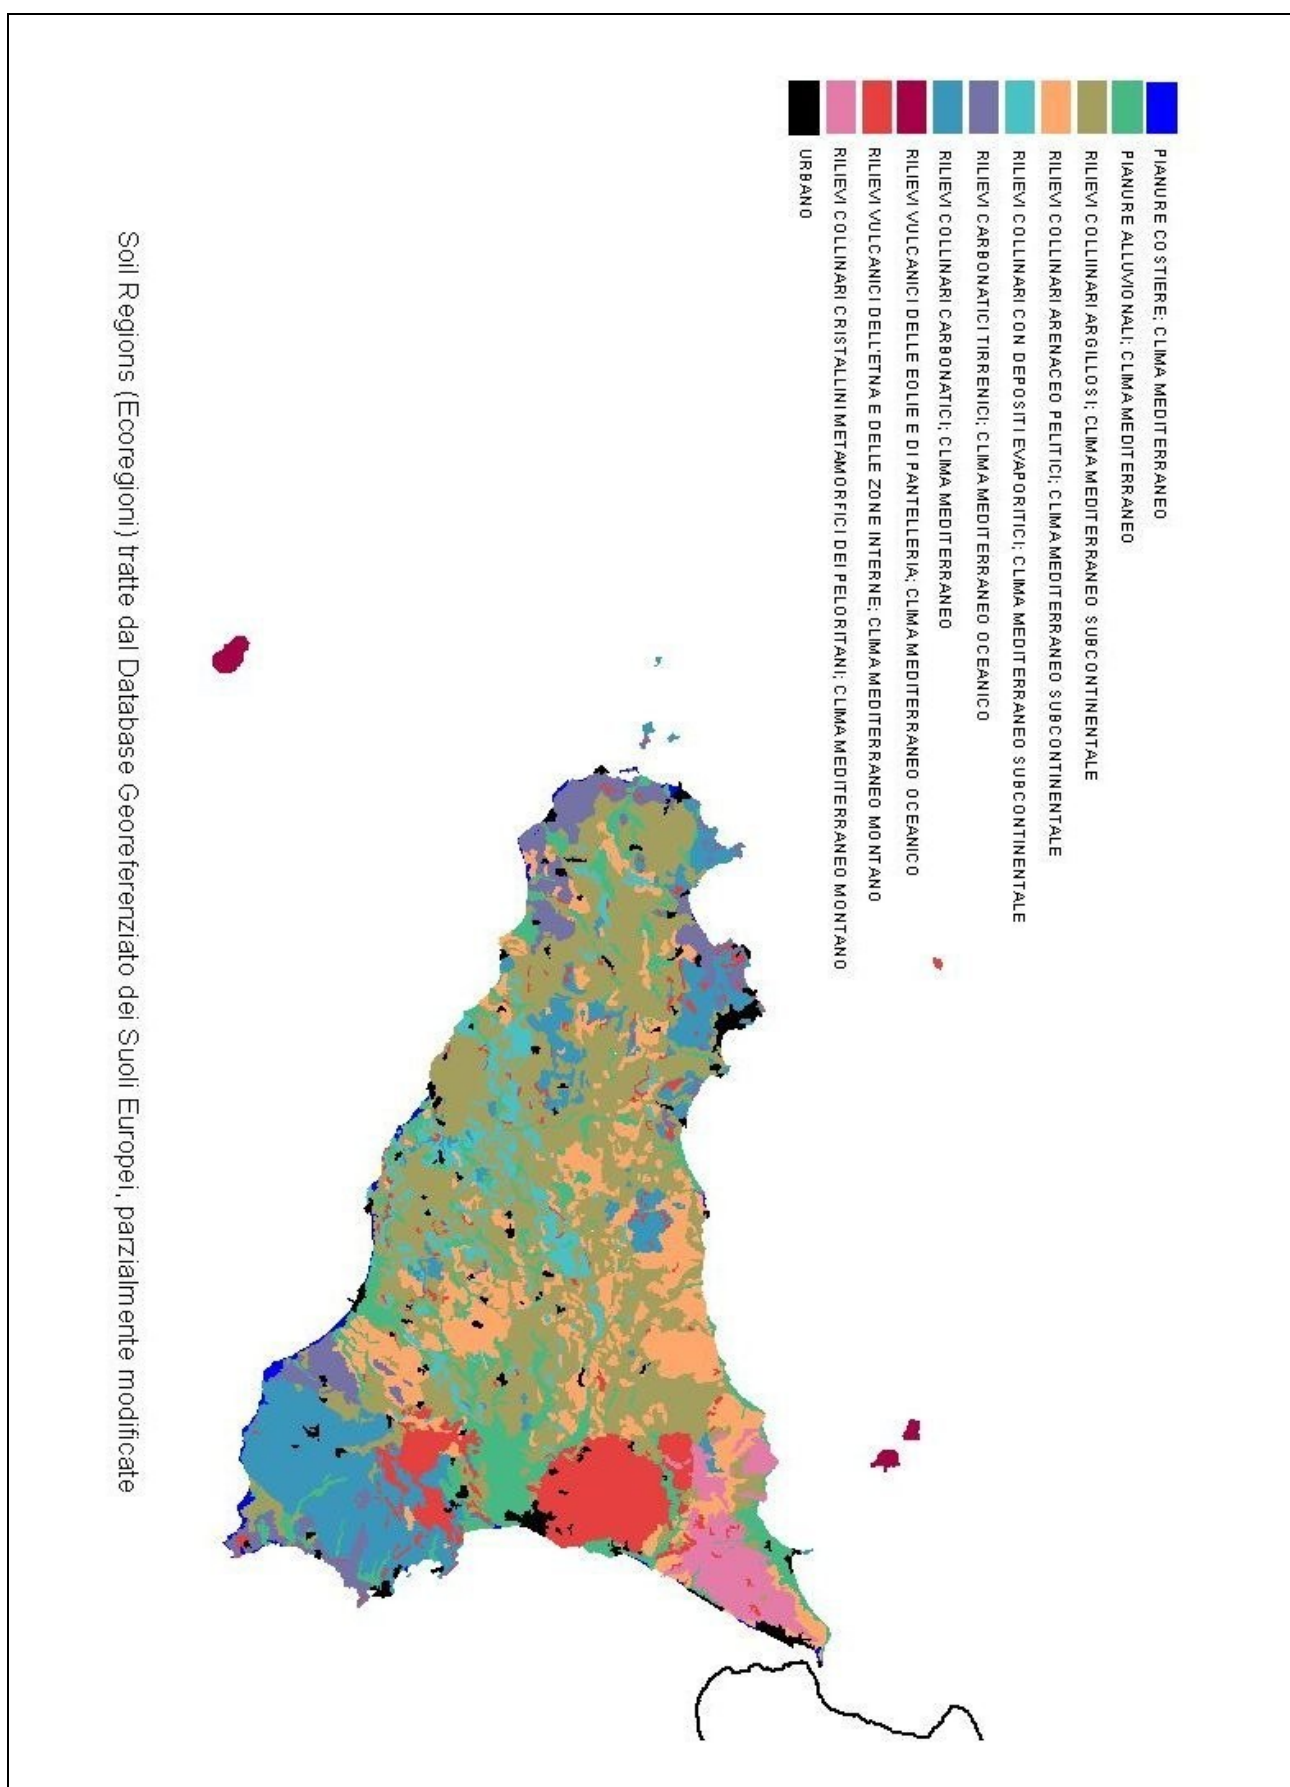 PIANURE COSTIERE; CLIMA MEDITERRANEO
PIANURE ALLUVIONALI; CLIMA MEDITERRANEO
RILIEVI COLLINARI ARGILLOSI; CLIMA MEDITERRANEO SUBCONTINENTALE
RILIEVI COLLINARI ARENACEO PELITICI; CLIMA MEDITERRANEO SUBCONTINENTALE
RILIEVI COLLINARI CON DEPOSITI EVAPORITICI; CLIMA MEDITERRANEO SUBCONTINENTALE
RILIEVI CARBONATICI TIRRENICI; CLIMA MEDITERRANEO OCEANICO
RILIEVI COLLINARI CARBONATICI; CLIMA MEDITERRANEO
RILIEVI VULCANICI DELLE EOLIE E DI PANTELLERIA; CLIMA MEDITERRANEO OCEANICO
RILIEVI VULCANICI DELL'ETNA E DELLE ZONE INTERNE; CLIMA MEDITERRANEO MONTANO
RILIEVI COLLINARI CRISTALLINI METAMORFICI DEI PELORITANI; CLIMA MEDITERRANEO MONTANO
URBANO
Soil Regions (Ecoregioni) tratte dal Database Georeferenziato dei Suoli Europei, parzialmente modificate